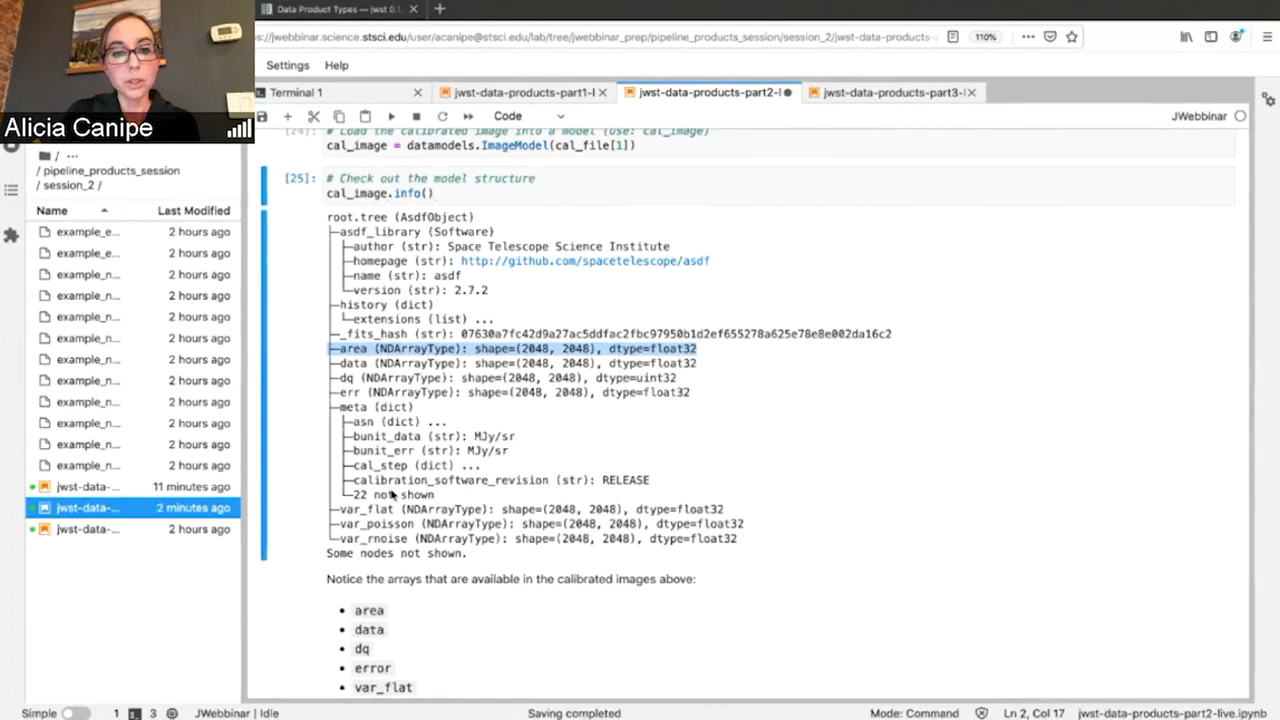 Data Product Types — jwst 0.1.
//jwebbinar.science.stsci.edu/user/acanipe@stsci.edu/lab/tree/jwebbinar_prep/pipeline_products_session/session_2/jwst-data-products-
110%
Settings Help
Alicia Canipe
Terminal 1
jwst-data-products-part1-l
jwst-data-products-part2-l
jwst-data-products-part3-l
Code
JWebbinar
/ ...
/ pipeline_products_session
/ session_2 /
Name Last Modified
example_e... 2 hours ago
example_e... 2 hours ago
example_n... 2 hours ago
example_n... 2 hours ago
example_n... 2 hours ago
example_n... 2 hours ago
example_n... 2 hours ago
example_n... 2 hours ago
example_n... 2 hours ago
example_n... 2 hours ago
example_n... 2 hours ago
example_n... 2 hours ago
jwst-data-... 11 minutes ago
jwst-data-... 2 minutes ago
jwst-data-... 2 hours ago
[24]: # Load the calibrated image into a model (use: cal_image)
cal_image = datamodels.ImageModel(cal_file[1])
[25]: # Check out the model structure
cal_image.info()
root.tree (AsdfObject)
├─asdf_library (Software)
│ ├─author (str): Space Telescope Science Institute
│ ├─homepage (str): http://github.com/spacetelescope/asdf
│ ├─name (str): asdf
│ └─version (str): 2.7.2
├─history (dict)
│ └─extensions (list) ...
├─_fits_hash (str): 07630a7fc42d9a27ac5ddfac2fbc97950b1d2ef655278a625e78e8e002da16c2
├─area (NDArrayType): shape=(2048, 2048), dtype=float32
├─data (NDArrayType): shape=(2048, 2048), dtype=float32
├─dq (NDArrayType): shape=(2048, 2048), dtype=uint32
├─err (NDArrayType): shape=(2048, 2048), dtype=float32
├─meta (dict)
│ ├─asn (dict) ...
│ ├─bunit_data (str): MJy/sr
│ ├─bunit_err (str): MJy/sr
│ ├─cal_step (dict) ...
│ ├─calibration_software_revision (str): RELEASE
│ └─22 not shown
├─var_flat (NDArrayType): shape=(2048, 2048), dtype=float32
├─var_poisson (NDArrayType): shape=(2048, 2048), dtype=float32
└─var_rnoise (NDArrayType): shape=(2048, 2048), dtype=float32
Some nodes not shown.
Notice the arrays that are available in the calibrated images above:
• area
• data
• dq
• error
• var_flat
Simple 1 3 JWebbinar | Idle Saving completed Mode: Command Ln 2, Col 17 jwst-data-products-part2-live.ipynb